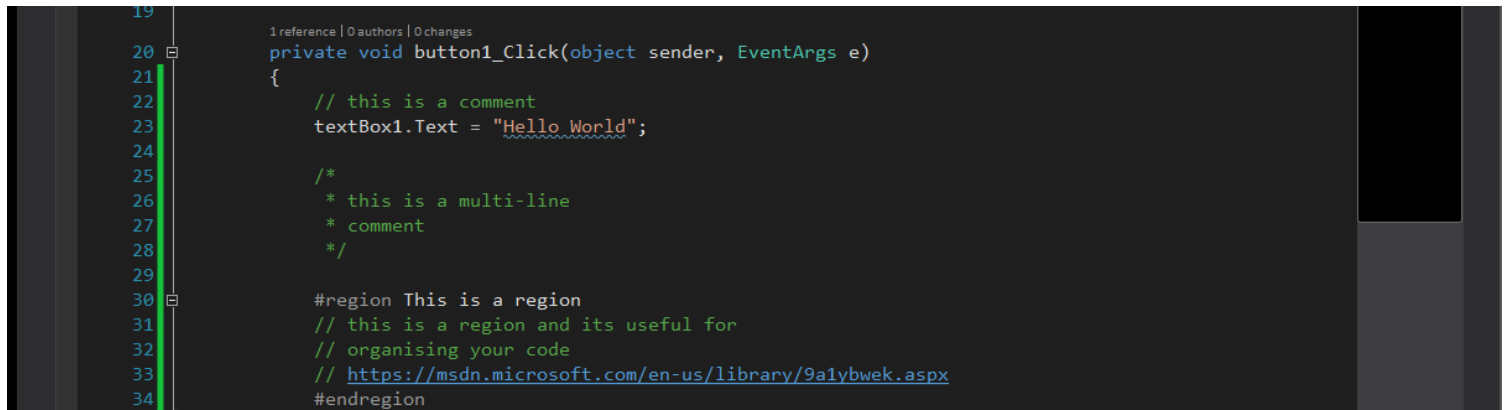 19
1 reference | 0 authors | 0 changes
20 private void button1_Click(object sender, EventArgs e)
21 {
22 // this is a comment
23 textBox1.Text = "Hello World";
24
25 /*
26 * this is a multi-line
27 * comment
28 */
29
30 #region This is a region
31 // this is a region and its useful for
32 // organising your code
33 // https://msdn.microsoft.com/en-us/library/9a1ybwek.aspx
34 #endregion